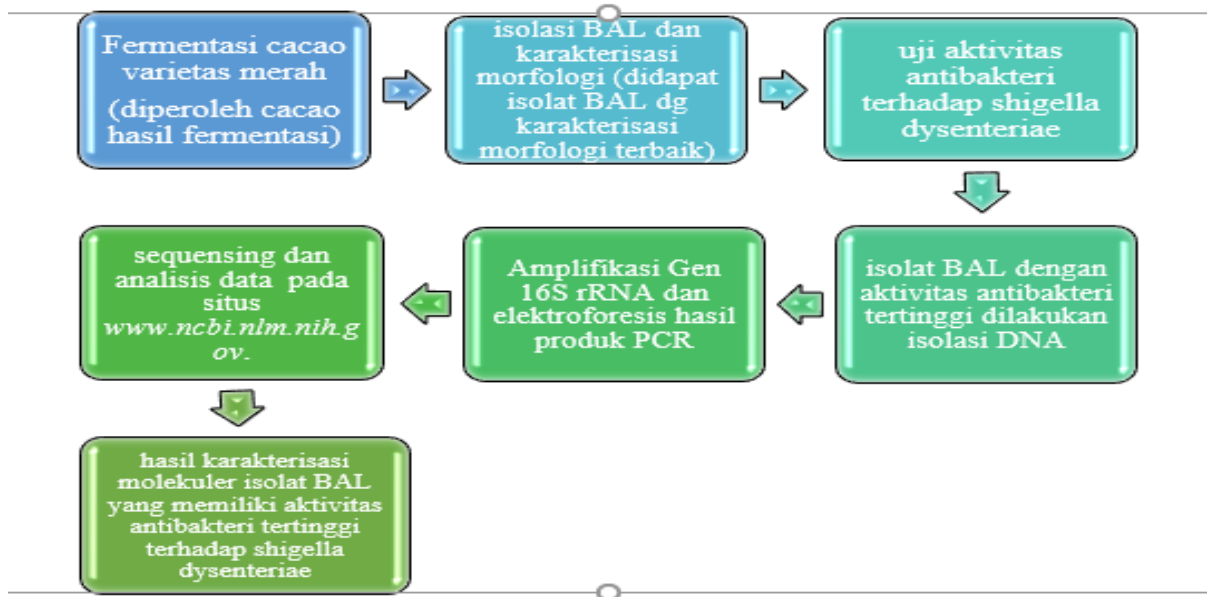 Fermentasi cacao
varietas merah
(diperoleh cacao
hasil fermentasi)
isolasi BAL dan
karakterisasi
morfologi (didapat
isolat BAL dg
karakterisasi
morfologi terbaik)
uji aktivitas
antibakteri
terhadap shigella
dysenteriae
isolat BAL dengan
aktivitas antibakteri
tertinggi dilakukan
isolasi DNA
Amplifikasi Gen
16S rRNA dan
elektroforesis hasil
produk PCR
sequensing dan
analisis data pada
situs
www.ncbi.nlm.nih.g
ov.
hasil karakterisasi
molekuler isolat BAL
yang memiliki aktivitas
antibakteri tertinggi
terhadap shigella
dysenteriae